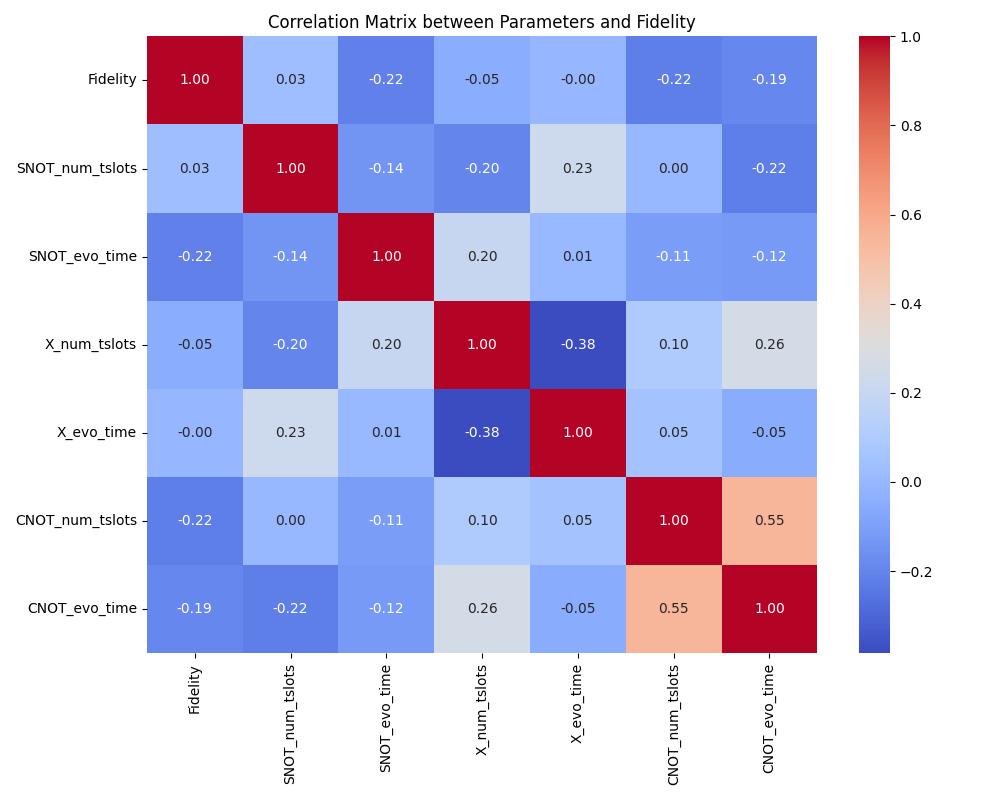 Correlation Matrix between Parameters and Fidelity
Fidelity 1.00 0.03 -0.22 -0.05 -0.00 -0.22 -0.19
SNOT_num_tslots 0.03 1.00 -0.14 -0.20 0.23 0.00 -0.22
SNOT_evo_time -0.22 -0.14 1.00 0.20 0.01 -0.11 -0.12
X_num_tslots -0.05 -0.20 0.20 1.00 -0.38 0.10 0.26
X_evo_time -0.00 0.23 0.01 -0.38 1.00 0.05 -0.05
CNOT_num_tslots -0.22 0.00 -0.11 0.10 0.05 1.00 0.55
CNOT_evo_time -0.19 -0.22 -0.12 0.26 -0.05 0.55 1.00
Fidelity
SNOT_num_tslots
SNOT_evo_time
X_num_tslots
X_evo_time
CNOT_num_tslots
CNOT_evo_time
1.0
0.8
0.6
0.4
0.2
0.0
−0.2